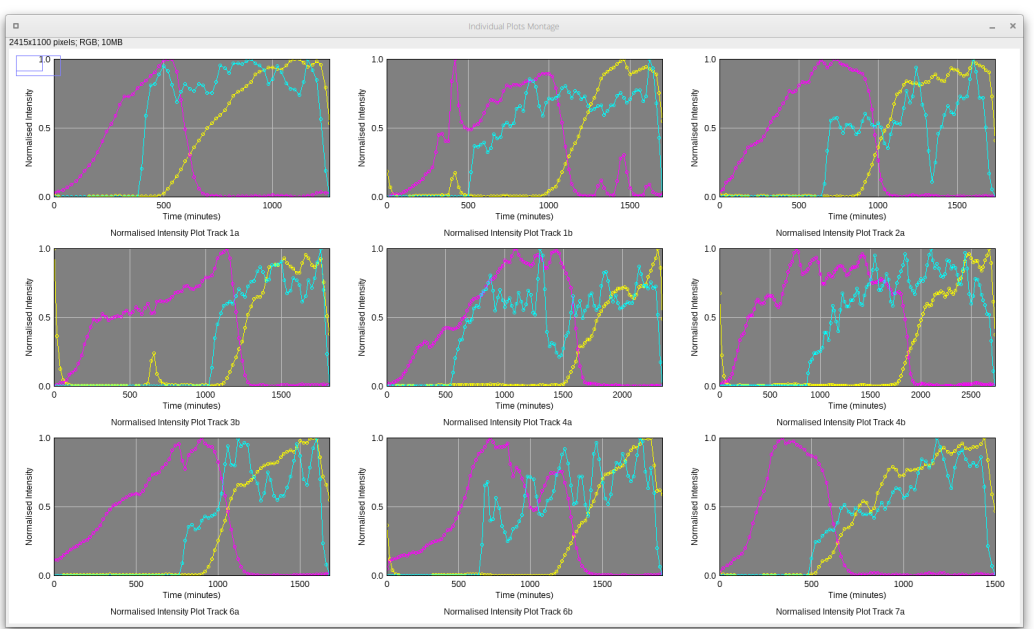 Individual Plots Montage
2415x1100 pixels; RGB; 10MB
1.0
0.5
0.0
Normalised Intensity
0 500 1000
Time (minutes)
Normalised Intensity Plot Track 1a
1.0
0.5
0.0
Normalised Intensity
0 500 1000 1500
Time (minutes)
Normalised Intensity Plot Track 1b
1.0
0.5
0.0
Normalised Intensity
0 500 1000 1500
Time (minutes)
Normalised Intensity Plot Track 2a
1.0
0.5
0.0
Normalised Intensity
0 500 1000 1500
Time (minutes)
Normalised Intensity Plot Track 3b
1.0
0.5
0.0
Normalised Intensity
0 500 1000 1500 2000
Time (minutes)
Normalised Intensity Plot Track 4a
1.0
0.5
0.0
Normalised Intensity
0 500 1000 1500 2000 2500
Time (minutes)
Normalised Intensity Plot Track 4b
1.0
0.5
0.0
Normalised Intensity
0 500 1000 1500
Time (minutes)
Normalised Intensity Plot Track 6a
1.0
0.5
0.0
Normalised Intensity
0 500 1000 1500
Time (minutes)
Normalised Intensity Plot Track 6b
1.0
0.5
0.0
Normalised Intensity
0 500 1000 1500
Time (minutes)
Normalised Intensity Plot Track 7a